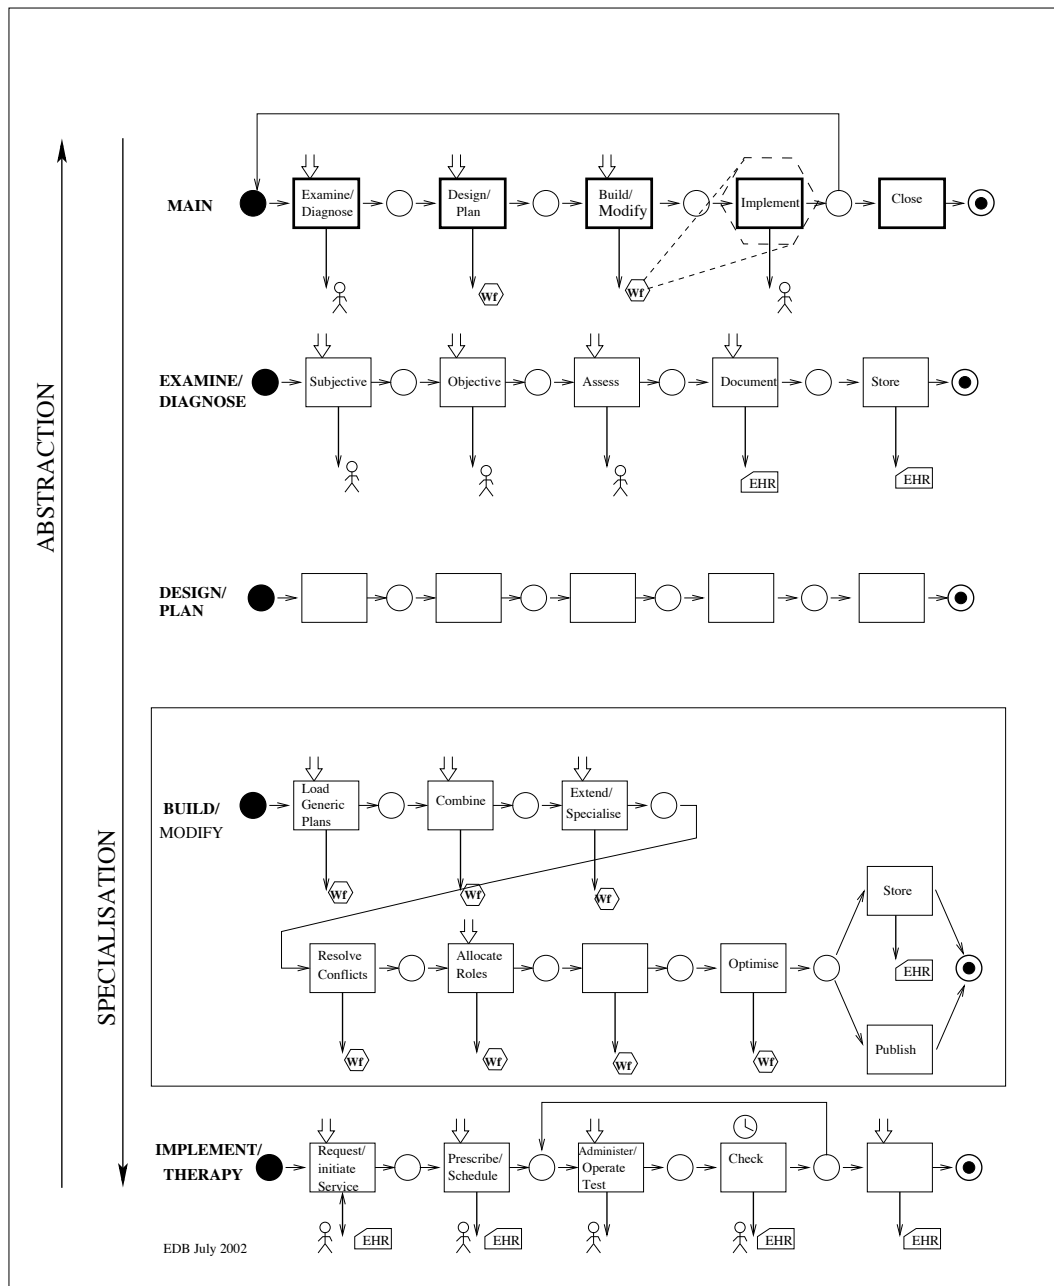 MAIN
Examine/
Diagnose
Design/
Plan
Build/
Modify
Implement
Close
Wf
Wf
EXAMINE/
DIAGNOSE
Subjective
Objective
Assess
Document
Store
EHR
EHR
ABSTRACTION
DESIGN/
PLAN
SPECIALISATION
BUILD/
MODIFY
Load
Generic
Plans
Combine
Extend/
Specialise
Wf
Wf
Wf
Store
EHR
Resolve
Conflicts
Allocate
Roles
Optimise
Publish
Wf
Wf
Wf
Wf
IMPLEMENT/
THERAPY
Request/
initiate
Service
Prescribe/
Schedule
Administer/
Operate
Test
Check
EHR
EHR
EHR
EHR
EDB July 2002